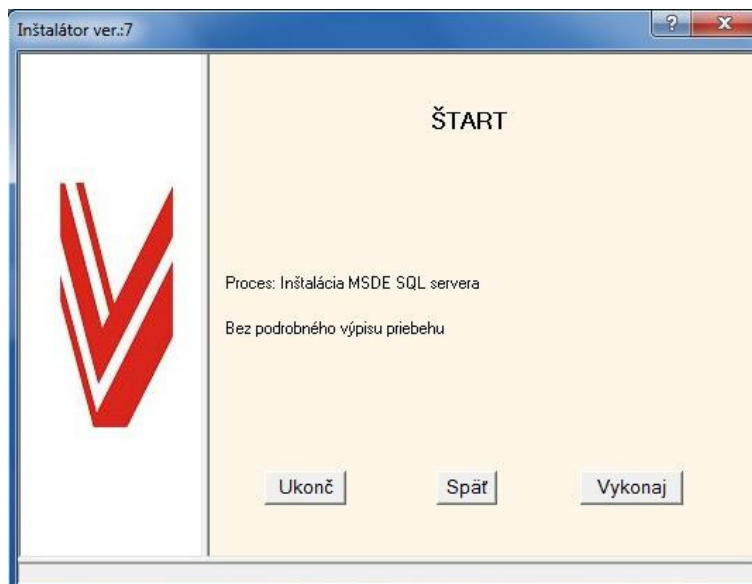 Inštalátor ver.:7
ŠTART
Proces: Inštalácia MSDE SQL servera
Bez podrobného výpisu priebehu
Ukonč
Späť
Vykonaj